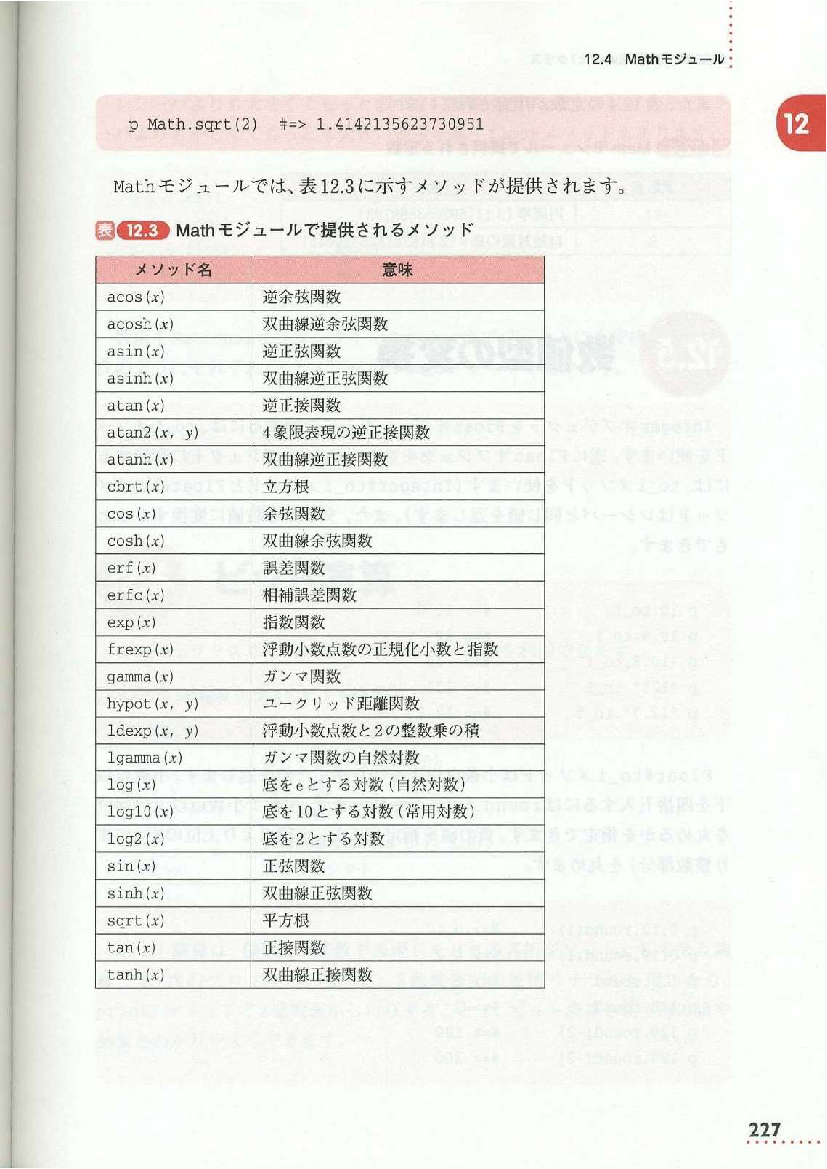 12.4 Mathモジュール
12
p Math.sqrt(2) #=> 1.4142135623730951
Mathモジュールでは、表12.3に示すメソッドが提供されます。
表 12.3 Mathモジュールで提供されるメソッド
メソッド名 意味
acos(x) 逆余弦関数
acosh(x) 双曲線逆余弦関数
asin(x) 逆正弦関数
asinh(x) 双曲線逆正弦関数
atan(x) 逆正接関数
atan2(x, y) 4象限表現の逆正接関数
atanh(x) 双曲線逆正接関数
cbrt(x) 立方根
cos(x) 余弦関数
cosh(x) 双曲線余弦関数
erf(x) 誤差関数
erfc(x) 相補誤差関数
exp(x) 指数関数
frexp(x) 浮動小数点数の正規化小数と指数
gamma(x) ガンマ関数
hypot(x, y) ユークリッド距離関数
ldexp(x, y) 浮動小数点数と2の整数乗の積
lgamma(x) ガンマ関数の自然対数
log(x) 底をeとする対数(自然対数)
log10(x) 底を10とする対数(常用対数)
log2(x) 底を2とする対数
sin(x) 正弦関数
sinh(x) 双曲線正弦関数
sqrt(x) 平方根
tan(x) 正接関数
tanh(x) 双曲線正接関数
227